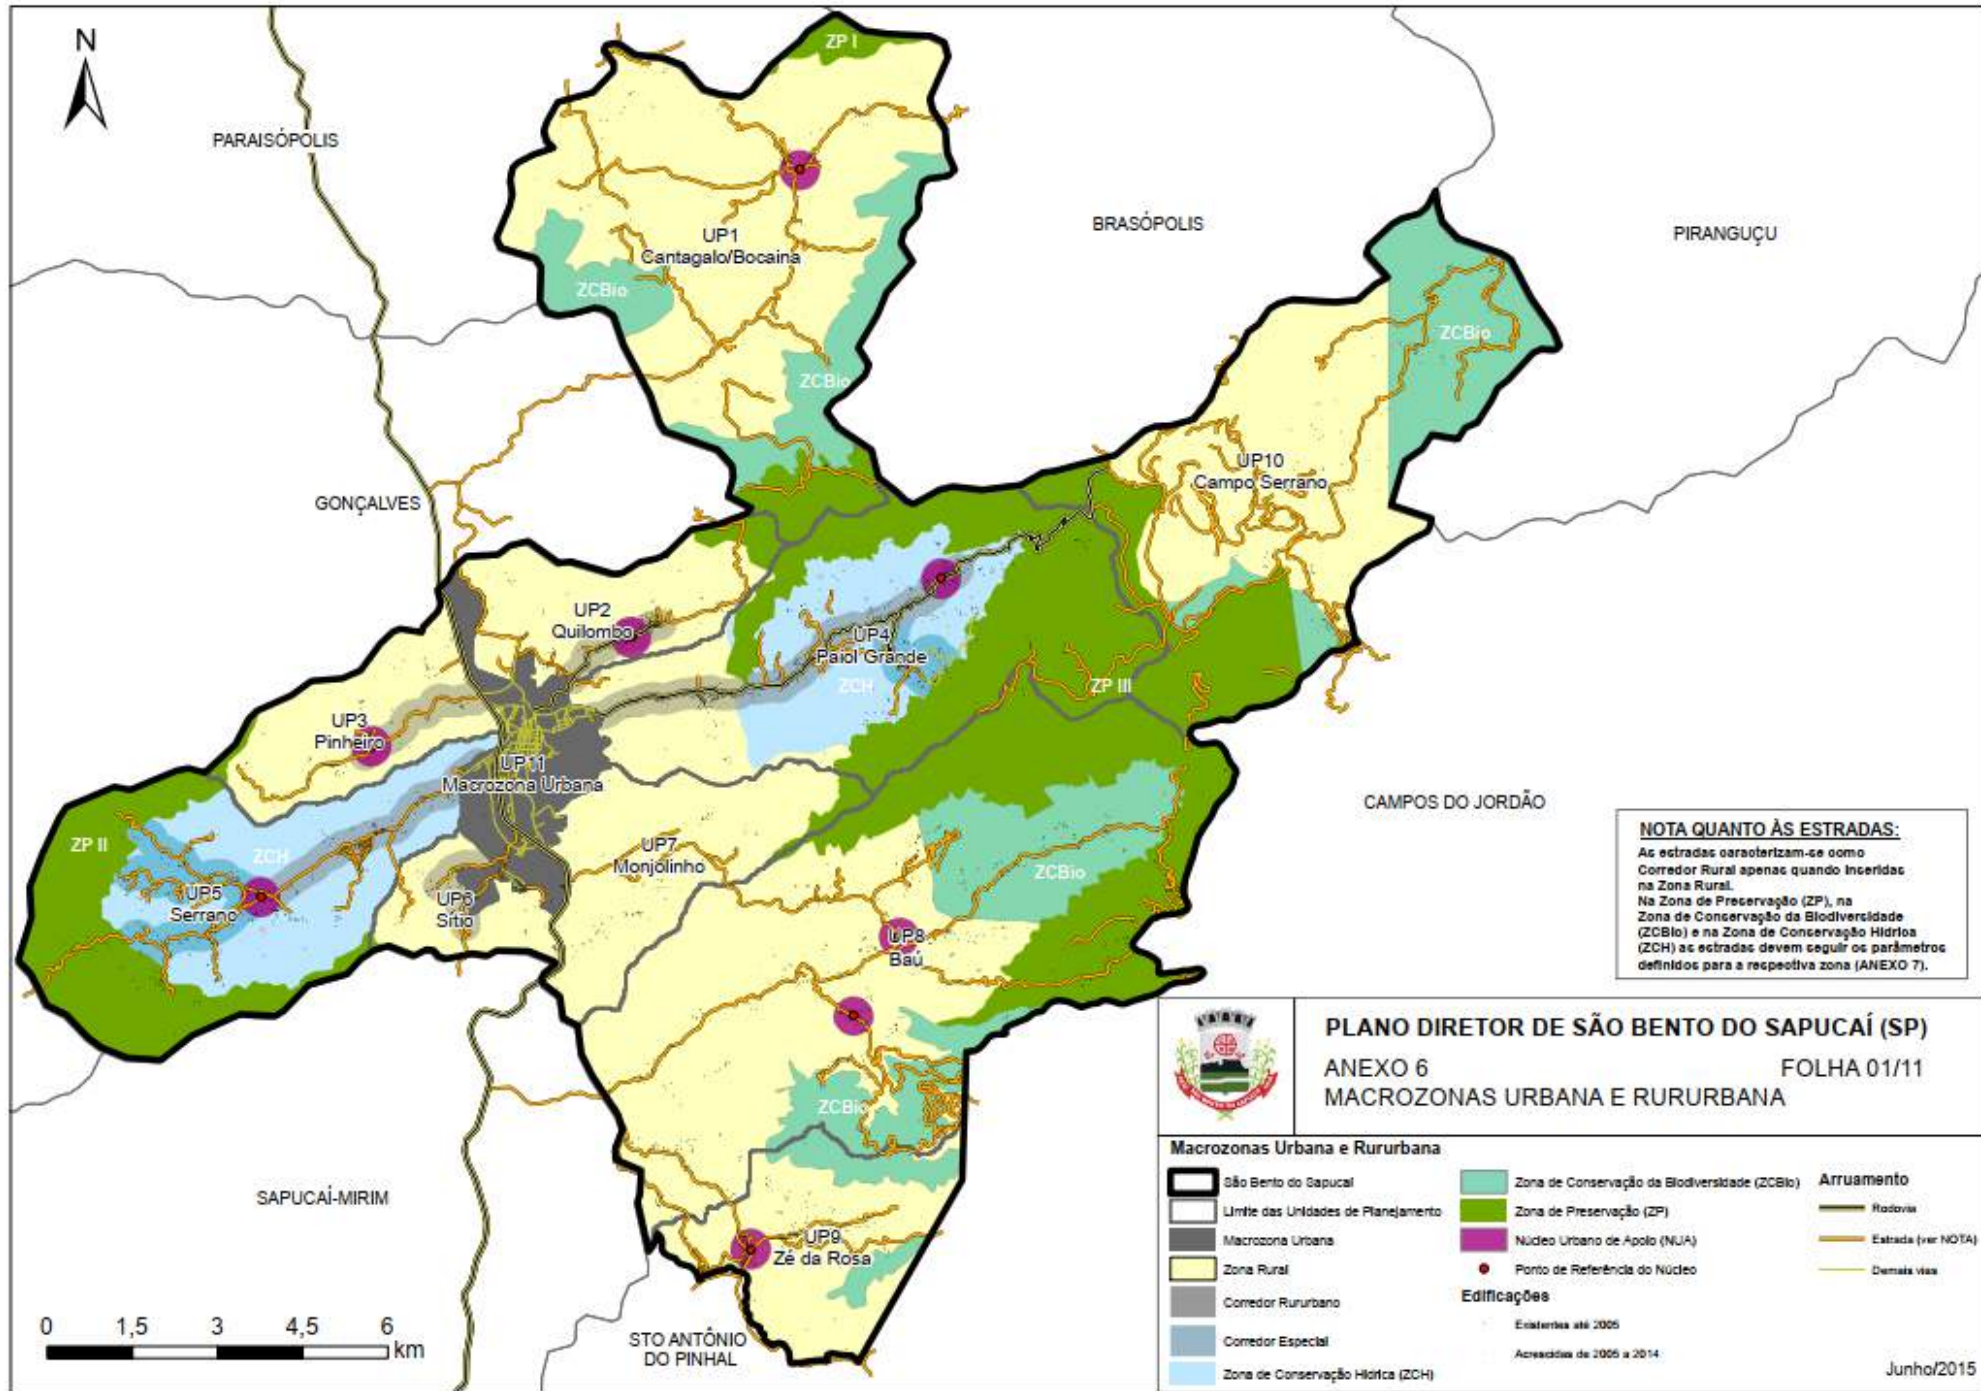 N
ZP I
PARAISÓPOLIS
BRASÓPOLIS
PIRANGUÇU
UP1
Cantagalo/Bocaina
ZCBio
ZCBio
ZCBio
UP10
Campo Serrano
GONÇALVES
UP2
Quilombo
UP4
Paiol Grande
ZCH
ZP III
UP3
Pinheiro
UP11
Macrozona Urbana
CAMPOS DO JORDÃO
ZP II
ZCH
UP5
Serrano
UP6
Sítio
UP7
Monjolinho
ZCBio
UP8
Baú
ZCBio
SAPUCAÍ-MIRIM
UP9
Zé da Rosa
STO ANTÔNIO
DO PINHAL
0 1,5 3 4,5 6
km
NOTA QUANTO ÀS ESTRADAS:
As estradas caracterizam-se como
Corredor Rural apenas quando inseridas
na Zona Rural.
Na Zona de Preservação (ZP), na
Zona de Conservação da Biodiversidade
(ZCBio) e na Zona de Conservação Hídrica
(ZCH) as estradas devem seguir os parâmetros
definidos para a respectiva zona (ANEXO 7).
PLANO DIRETOR DE SÃO BENTO DO SAPUCAÍ (SP)
ANEXO 6 FOLHA 01/11
MACROZONAS URBANA E RURURBANA
Macrozonas Urbana e Rururbana
São Bento do Sapucaí
Limite das Unidades de Planejamento
Macrozona Urbana
Zona Rural
Corredor Rururbano
Corredor Especial
Zona de Conservação Hídrica (ZCH)
Zona de Conservação da Biodiversidade (ZCBio)
Zona de Preservação (ZP)
Núcleo Urbano de Apoio (NUA)
Ponto de Referência do Núcleo
Edificações
Existentes até 2005
Acrescidas de 2005 a 2014
Arruamento
Rodovia
Estrada (ver NOTA)
Demais vias
Junho/2015